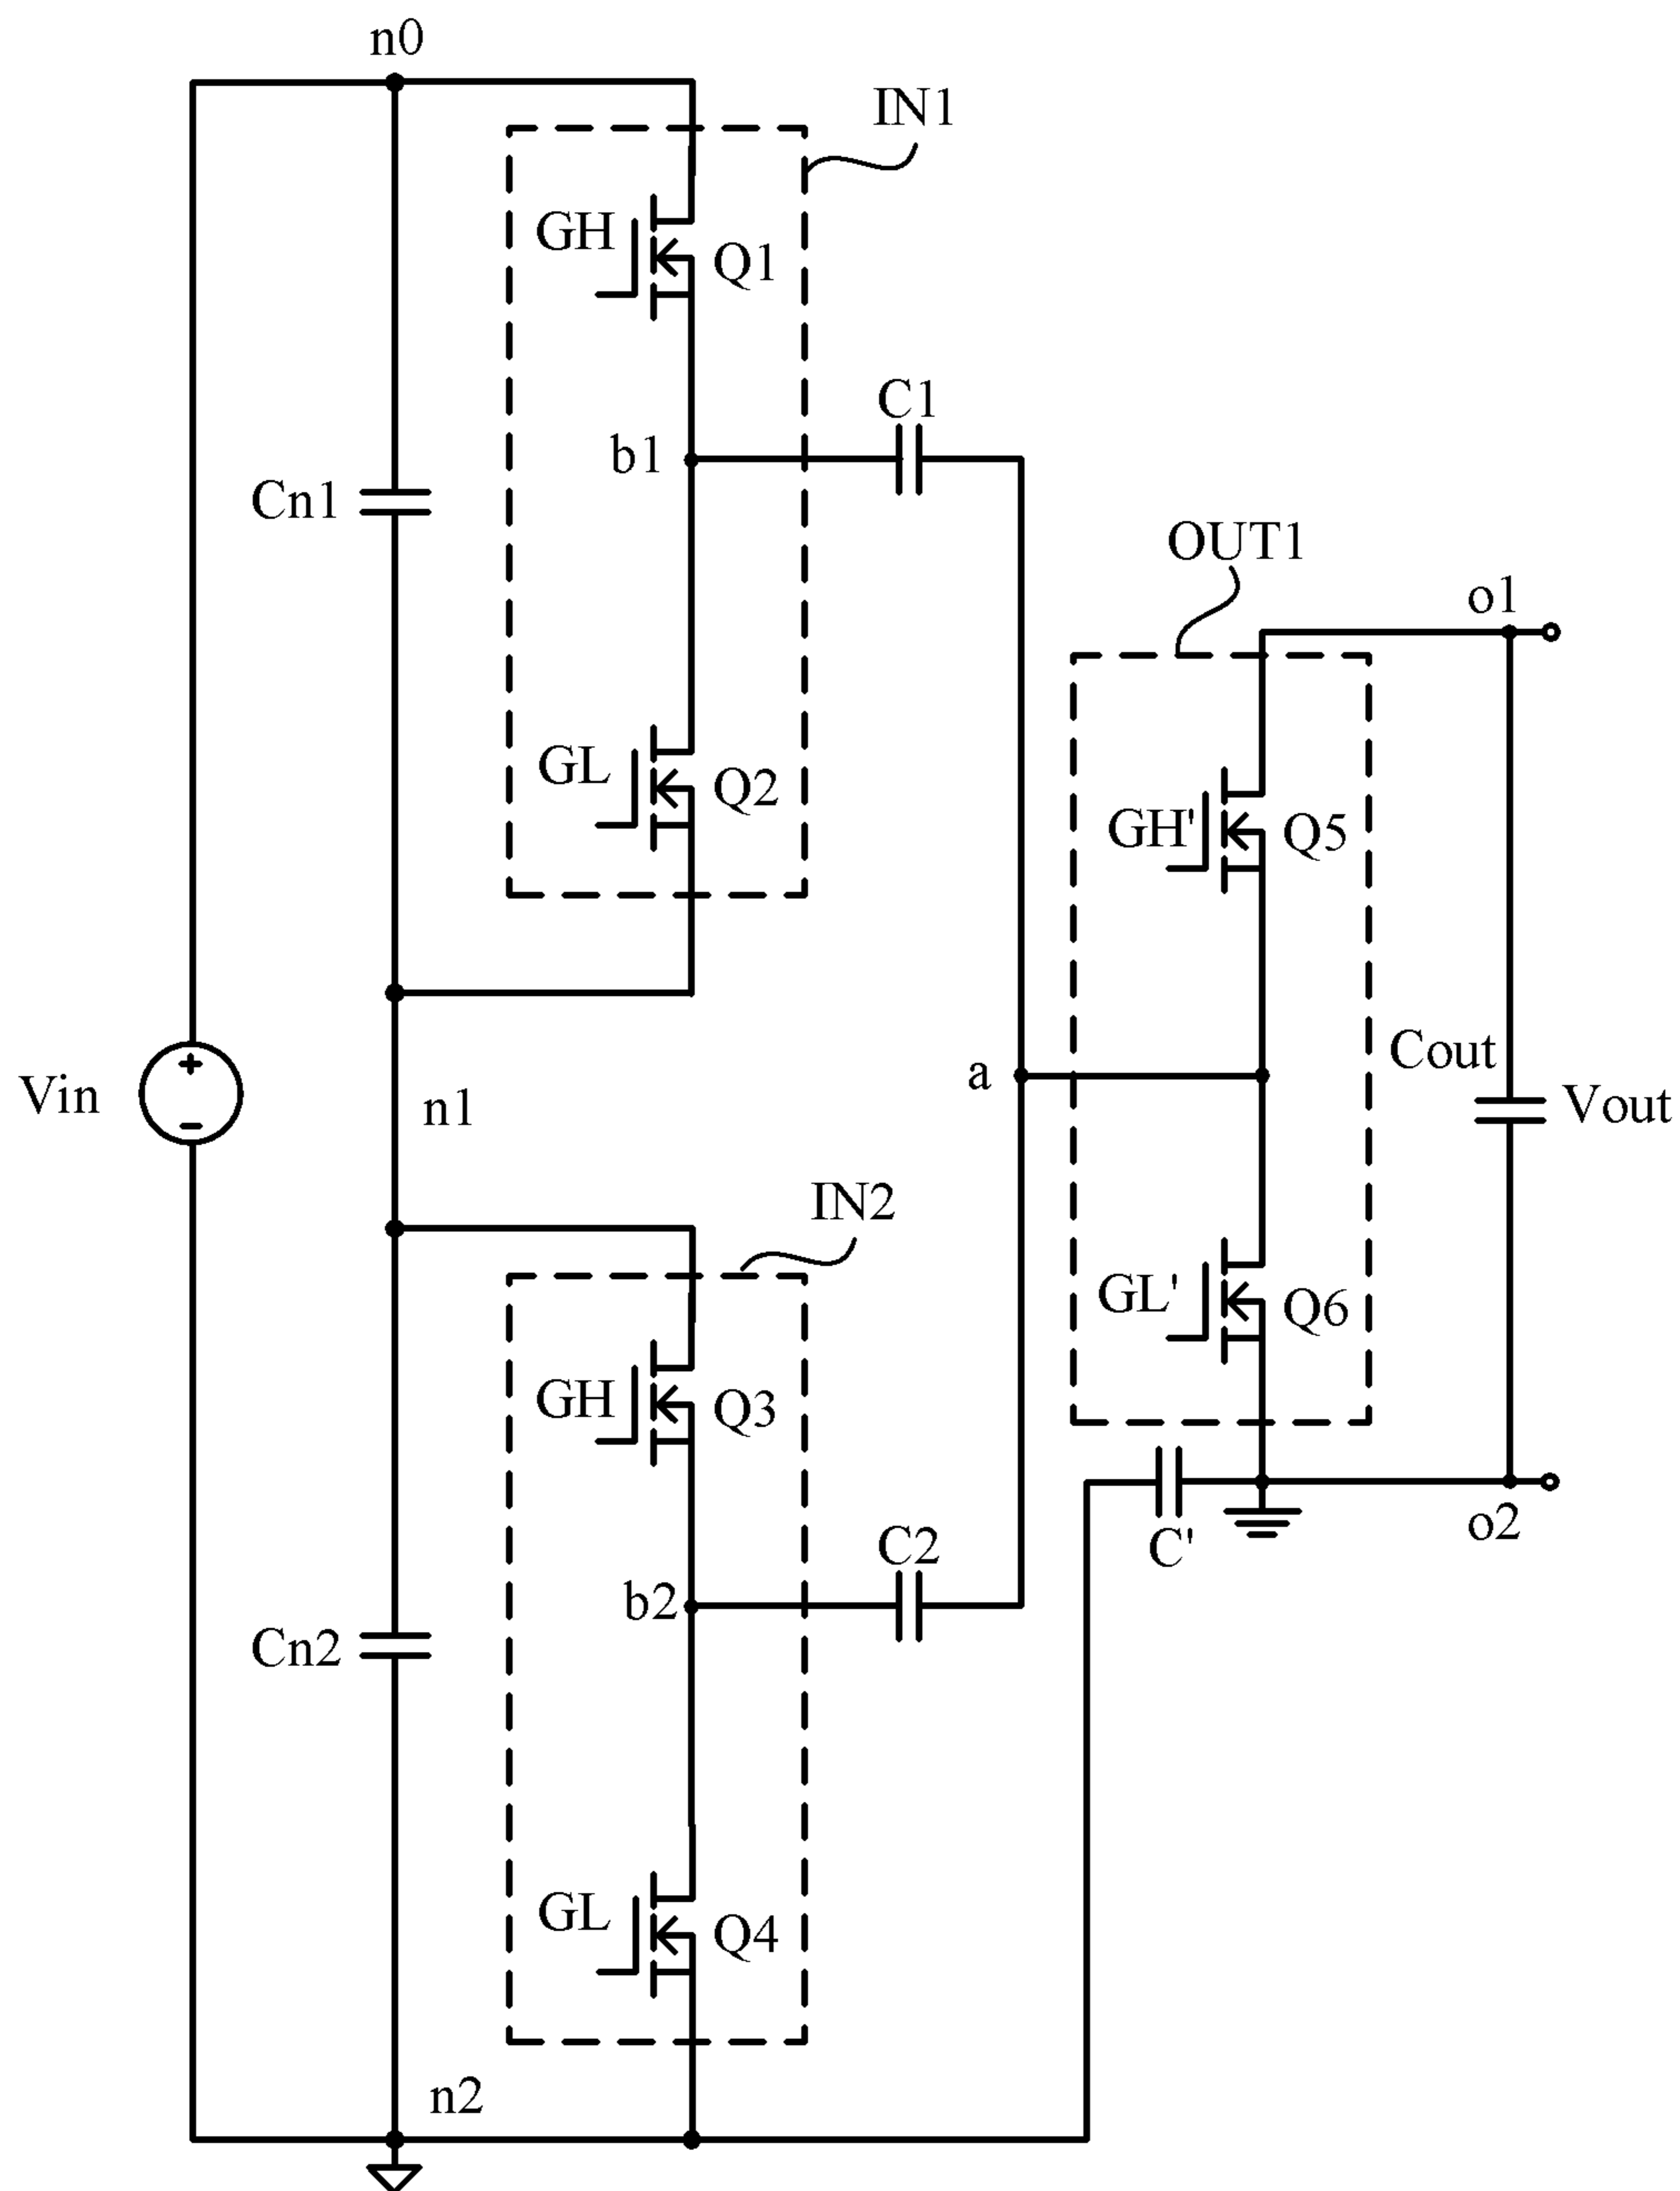 n0
IN1
GH
Q1
C1
b1
Cn1
OUT1
o1
GL
Q2
GH'
Q5
Cout
a
Vin
n1
Vout
IN2
GL'
Q6
GH
Q3
o2
C'
C2
b2
Cn2
GL
Q4
n2
+
−